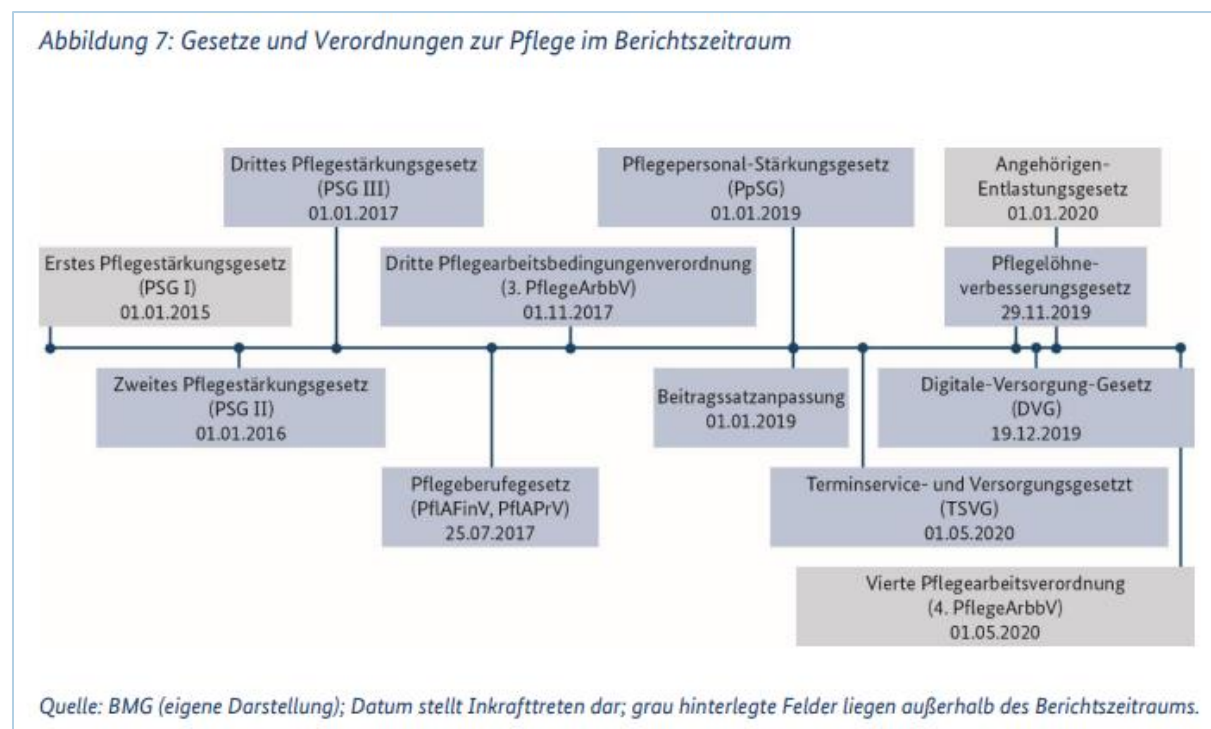 Abbildung 7: Gesetze und Verordnungen zur Pflege im Berichtszeitraum
Drittes Pflegestärkungsgesetz
(PSG III)
01.01.2017
Pflegepersonal-Stärkungsgesetz
(PpSG)
01.01.2019
Angehörigen-
Entlastungsgesetz
01.01.2020
Erstes Pflegestärkungsgesetz
(PSG I)
01.01.2015
Dritte Pflegearbeitsbedingungenverordnung
(3. PflegeArbbV)
01.11.2017
Pflegelöhne-
verbesserungsgesetz
29.11.2019
Zweites Pflegestärkungsgesetz
(PSG II)
01.01.2016
Beitragssatzanpassung
01.01.2019
Digitale-Versorgung-Gesetz
(DVG)
19.12.2019
Pflegeberufegesetz
(PflAFinV, PflAPrV)
25.07.2017
Terminservice- und Versorgungsgesetzt
(TSVG)
01.05.2020
Vierte Pflegearbeitsverordnung
(4. PflegeArbbV)
01.05.2020
Quelle: BMG (eigene Darstellung); Datum stellt Inkrafttreten dar; grau hinterlegte Felder liegen außerhalb des Berichtszeitraums.